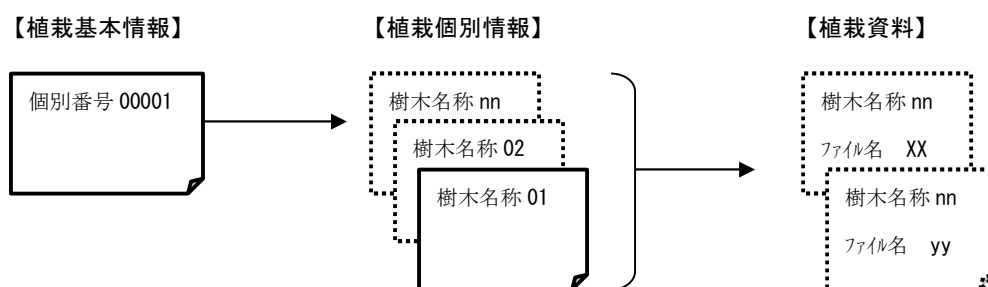 【植栽基本情報】
個別番号 00001
【植栽個別情報】
樹木名称 nn
樹木名称 02
樹木名称 01
【植栽資料】
樹木名称 nn
ファイル名 XX
樹木名称 nn
ファイル名 yy